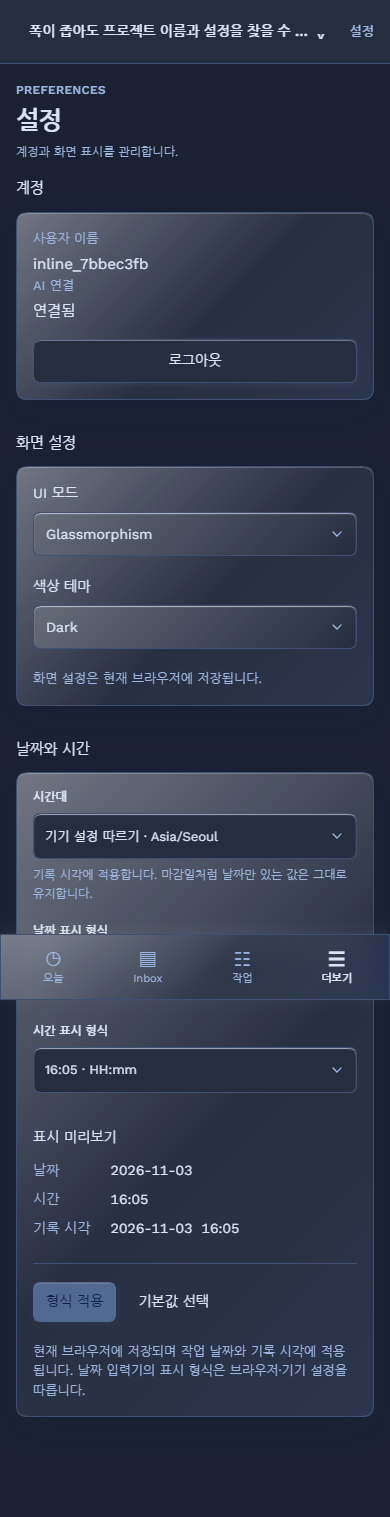 폭이 좁아도 프로젝트 이름과 설정을 찾을 수 ...
설정
PREFERENCES
설정
계정과 화면 표시를 관리합니다.
계정
사용자 이름
inline_7bbec3fb
AI 연결
연결됨
로그아웃
화면 설정
UI 모드
Glassmorphism
색상 테마
Dark
화면 설정은 현재 브라우저에 저장됩니다.
날짜와 시간
시간대
기기 설정 따르기 · Asia/Seoul
기록 시각에 적용합니다. 마감일처럼 날짜만 있는 값은 그대로
유지합니다.
날짜 표시 형식
오늘
Inbox
작업
더보기
시간 표시 형식
16:05 · HH:mm
표시 미리보기
날짜 2026-11-03
시간 16:05
기록 시각 2026-11-03 16:05
형식 적용
기본값 선택
현재 브라우저에 저장되며 작업 날짜와 기록 시각에 적용
됩니다. 날짜 입력기의 표시 형식은 브라우저·기기 설정을
따릅니다.